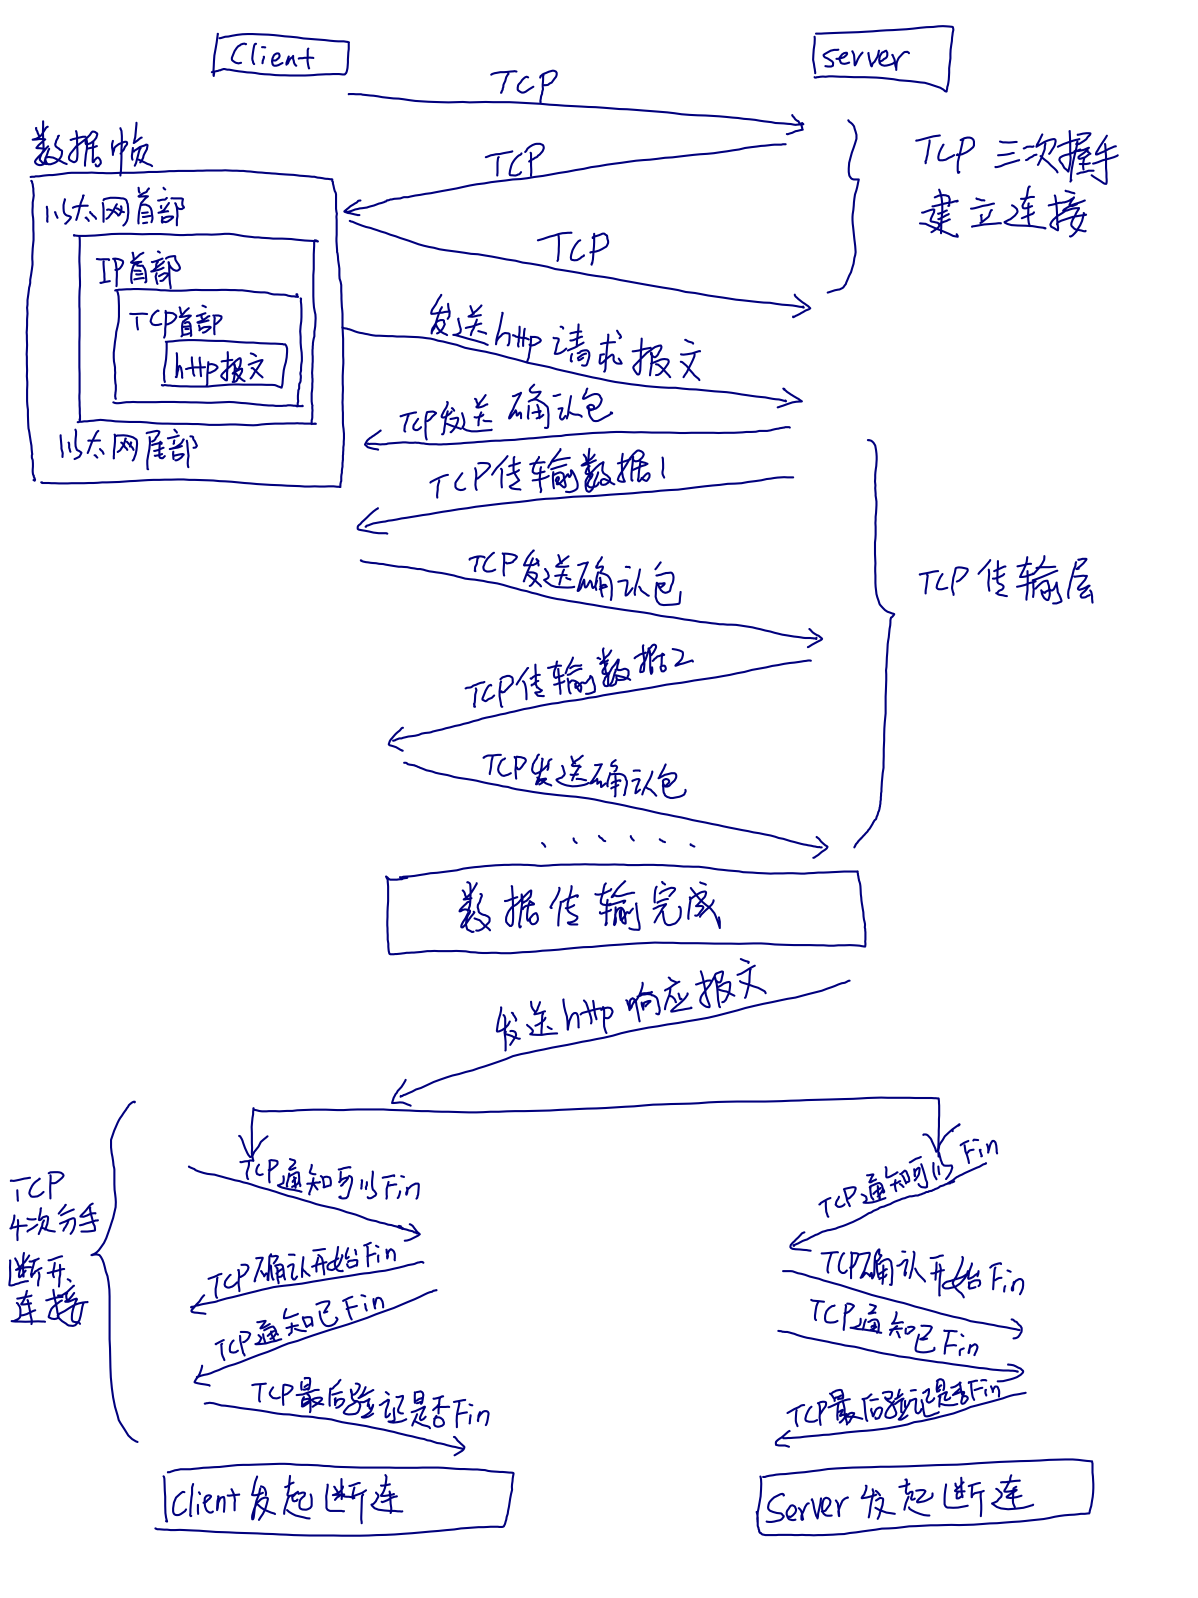 Client
server
TCP
数据帧
TCP
TCP 三次握手
建立连接
以太网首部
TCP
IP首部
TCP首部
http报文
发送http请求报文
TCP发送 确认包
以太网尾部
TCP传输数据1
TCP发送确认包
TCP传输层
TCP传输数据2
TCP发送确认包
......
数据传输完成
发送http响应报文
TCP
4次分手
断开
连接
TCP通知可以Fin
TCP确认开始Fin
TCP通知已Fin
TCP最后验证是否Fin
Client发起断连
TCP通知可以Fin
TCP确认开始Fin
TCP通知已Fin
TCP最后验证是否Fin
Server发起断连